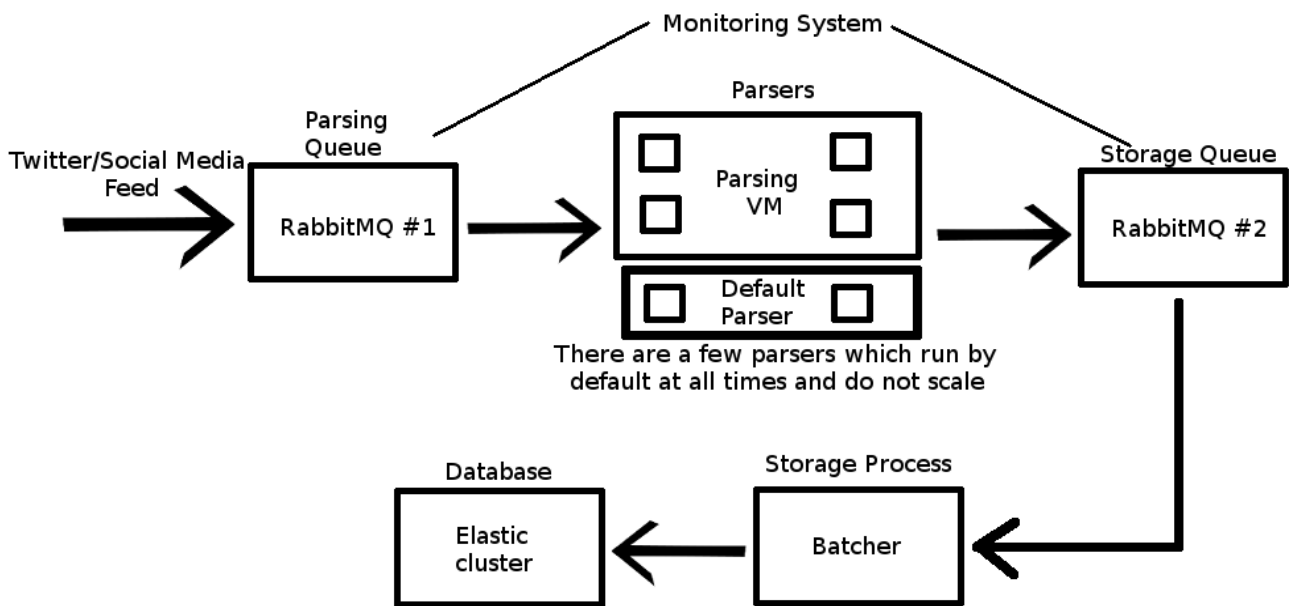 Monitoring System
Parsers
Parsing
Queue
Twitter/Social Media
Feed
Storage Queue
RabbitMQ #1
Parsing
VM
RabbitMQ #2
Default
Parser
There are a few parsers which run by
default at all times and do not scale
Database
Storage Process
Elastic
cluster
Batcher